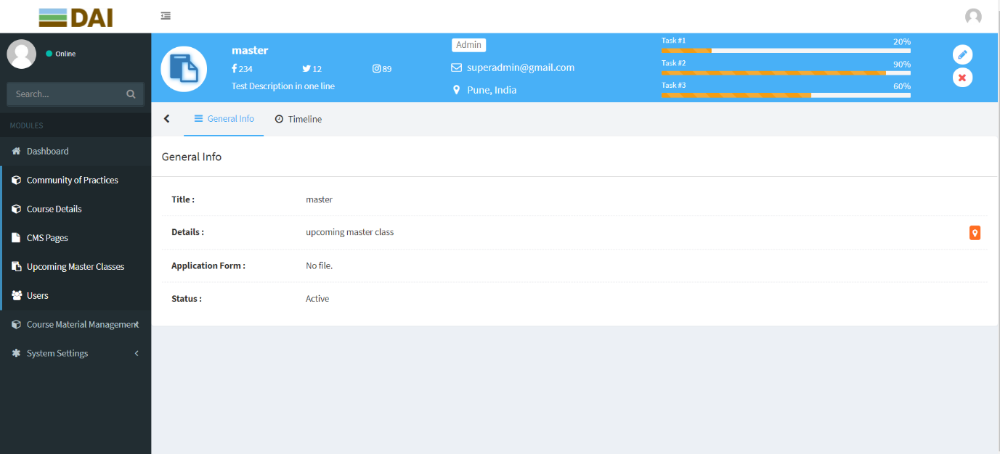 DAI
Online
Search...
MODULES
Dashboard
Community of Practices
Course Details
CMS Pages
Upcoming Master Classes
Users
Course Material Management
System Settings
master
234 12 89
Test Description in one line
Admin
superadmin@gmail.com
Pune, India
Task #1 20%
Task #2 90%
Task #3 60%
General Info Timeline
General Info
Title : master
Details : upcoming master class
Application Form : No file.
Status : Active